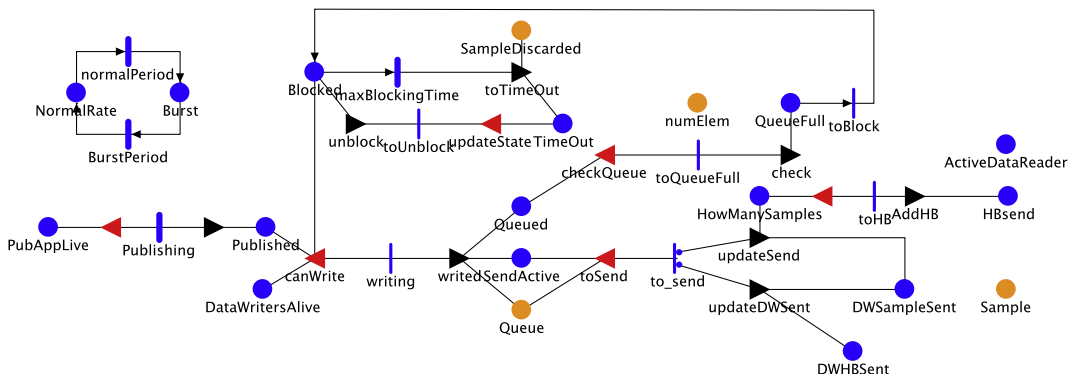 SampleDiscarded
normalPeriod
Blocked
maxBlockingTime
toTimeOut
NormalRate
Burst
numElem
QueueFull
toBlock
BurstPeriod
unblock
toUnblock
updateState
TimeOut
ActiveDataReader
checkQueue
toQueueFull
check
Queued
HowManySamples
toHB
AddHB
HBsend
PubAppLive
Publishing
Published
updateSend
canWrite
writing
writed
SendActive
toSend
to_send
DataWritersAlive
updateDWSent
DWSampleSent
Sample
Queue
DWHBSent